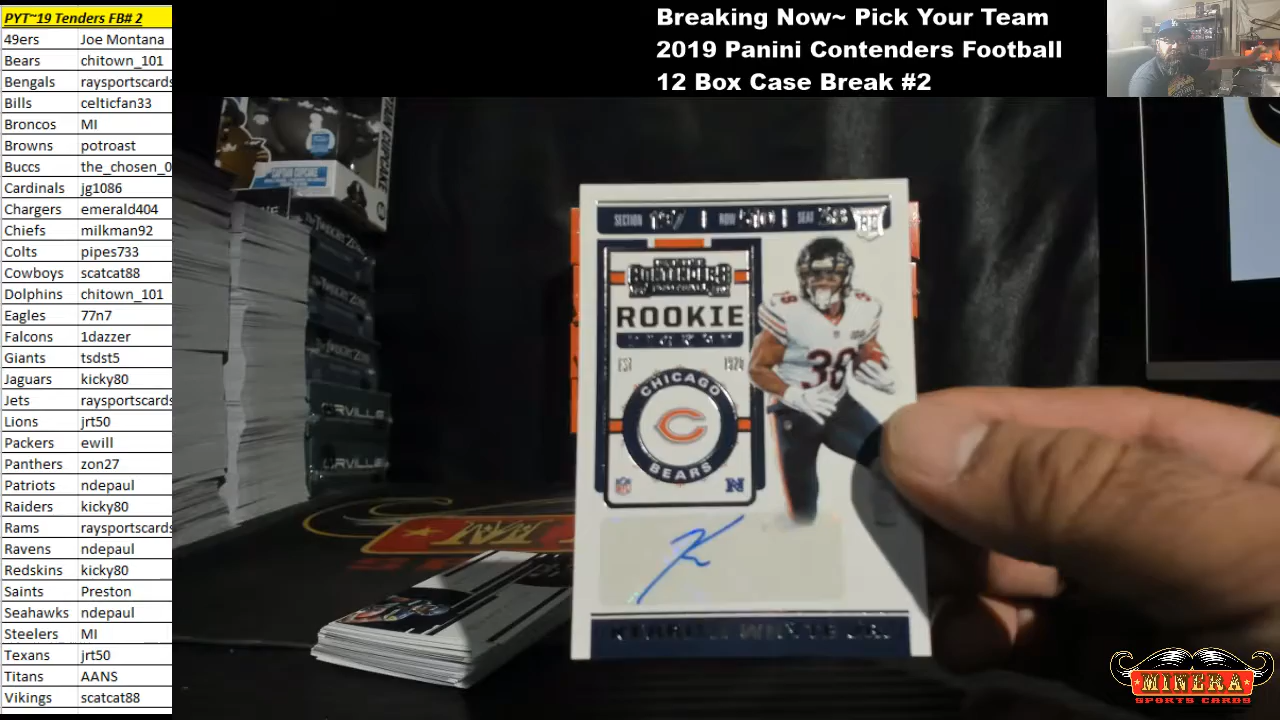 PYT~19 Tenders FB# 2
49ers Joe Montana
Bears chitown_101
Bengals raysportscards
Bills celticfan33
Broncos MI
Browns potroast
Buccs the_chosen_0
Cardinals jg1086
Chargers emerald404
Chiefs milkman92
Colts pipes733
Cowboys scatcat88
Dolphins chitown_101
Eagles 77n7
Falcons 1dazzer
Giants tsdst5
Jaguars kicky80
Jets raysportscards
Lions jrt50
Packers ewill
Panthers zon27
Patriots ndepaul
Raiders kicky80
Rams raysportscards
Ravens ndepaul
Redskins kicky80
Saints Preston
Seahawks ndepaul
Steelers MI
Texans jrt50
Titans AANS
Vikings scatcat88
Breaking Now~ Pick Your Team
2019 Panini Contenders Football
12 Box Case Break #2
SECTION ROW SEAT
CONTENDERS
FOOTBALL
ROOKIE
TICKET
EST 1920
CHICAGO
C
BEARS
NFL N
38
MINERA
SPORTS CARDS